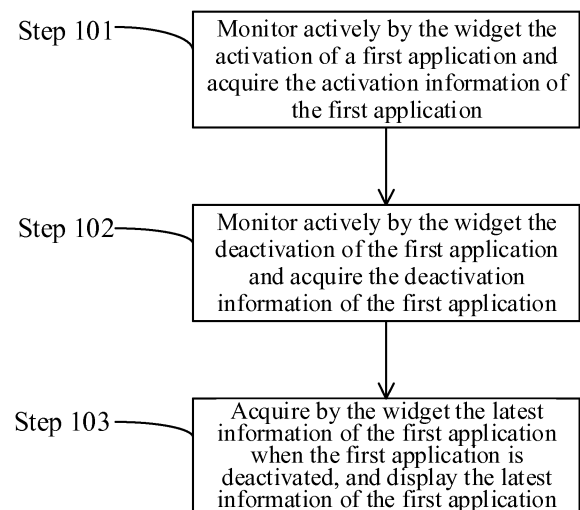 Step 101
Monitor actively by the widget the
activation of a first application and
acquire the activation information of
the first application
Step 102
Monitor actively by the widget the
deactivation of the first application
and acquire the deactivation
information of the first application
Step 103
Acquire by the widget the latest
information of the first application
when the first application is
deactivated, and display the latest
information of the first application